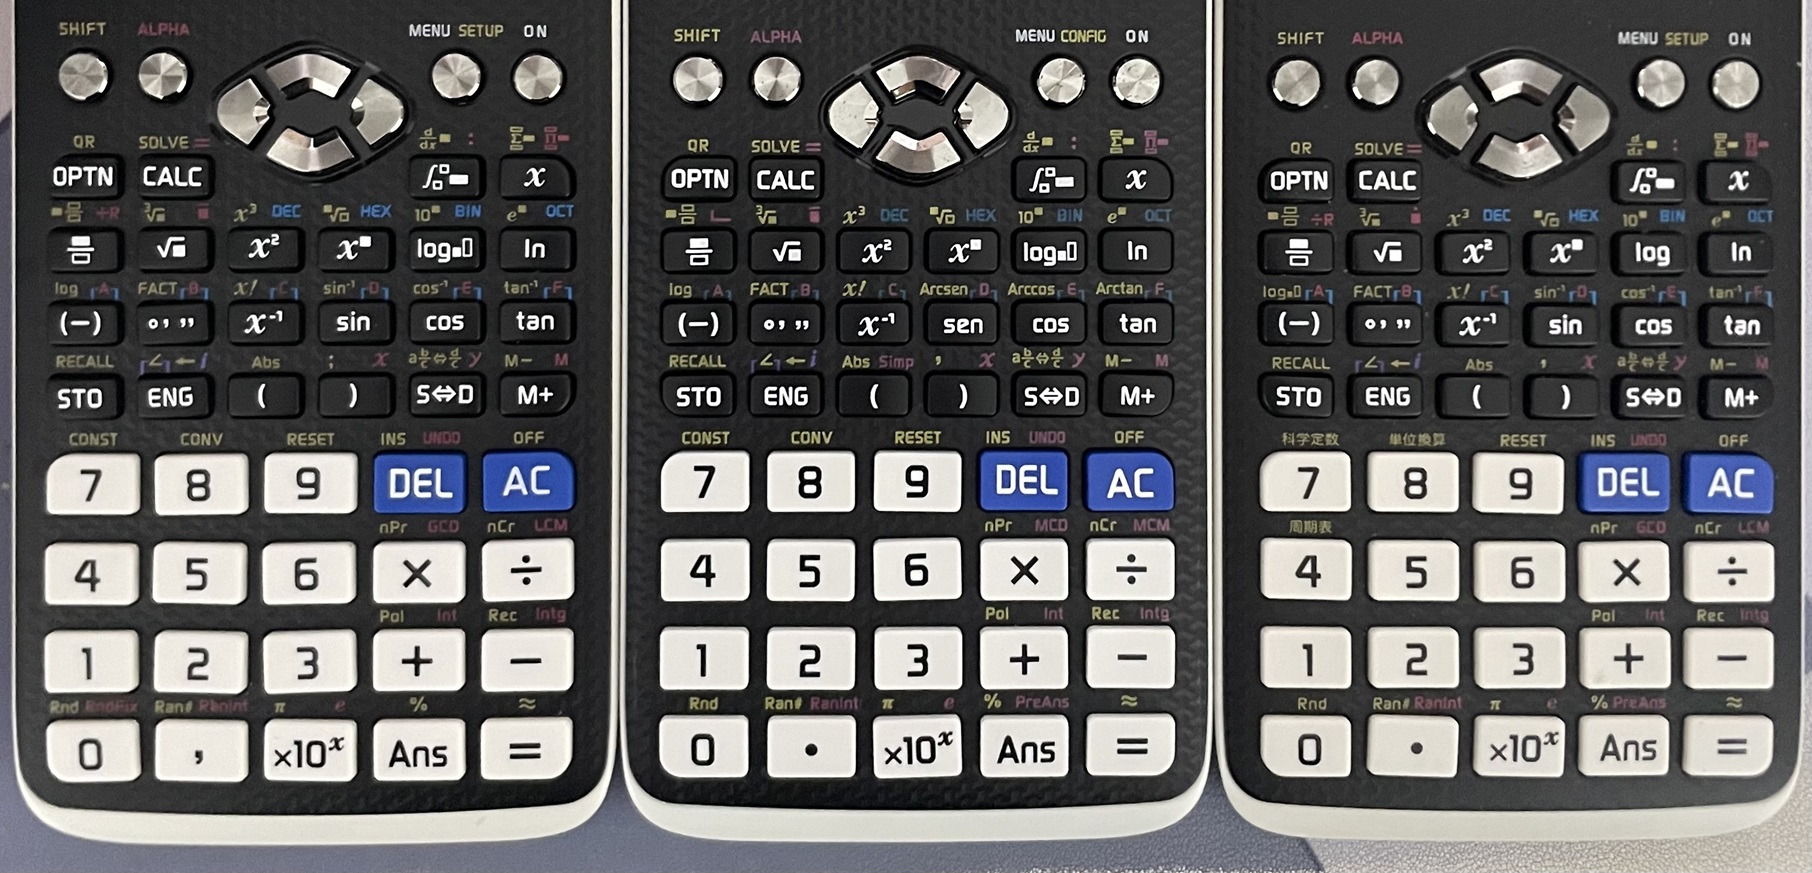 SHIFT ALPHA MENU SETUP ON
QR SOLVE = d/dx■ : Σ Π
OPTN CALC ∫ x
÷R ³√■ x³ DEC ■√□ HEX 10■ BIN e■ OCT
√■ x² x■ log■□ ln
log A FACT B x! C sin⁻¹ D cos⁻¹ E tan⁻¹ F
(−) ° ’ ” x⁻¹ sin cos tan
RECALL ∠ ← i Abs ; x a b/c⇔d/c y M− M
STO ENG ( ) S⇔D M+
CONST CONV RESET INS UNDO OFF
7 8 9 DEL AC
nPr GCD nCr LCM
4 5 6 × ÷
Pol Int Rec Intg
1 2 3 + −
Rnd RndFix Ran# RanInt π e % ≈
0 , ×10ˣ Ans =
SHIFT ALPHA MENU CONFIG ON
QR SOLVE = d/dx■ : Σ Π
OPTN CALC ∫ x
³√■ x³ DEC ■√□ HEX 10■ BIN e■ OCT
√■ x² x■ log■□ ln
log A FACT B x! C Arcsen D Arccos E Arctan F
(−) ° ’ ” x⁻¹ sen cos tan
RECALL ∠ ← i Abs Simp , x a b/c⇔d/c y M− M
STO ENG ( ) S⇔D M+
CONST CONV RESET INS UNDO OFF
7 8 9 DEL AC
nPr MCD nCr MCM
4 5 6 × ÷
Pol Int Rec Intg
1 2 3 + −
Rnd Ran# RanInt π e % PreAns ≈
0 • ×10ˣ Ans =
SHIFT ALPHA MENU SETUP ON
QR SOLVE = d/dx■ : Σ Π
OPTN CALC ∫ x
÷R ³√■ x³ DEC ■√□ HEX 10■ BIN e■ OCT
√■ x² x■ log ln
log■□ A FACT B x! C sin⁻¹ D cos⁻¹ E tan⁻¹ F
(−) ° ’ ” x⁻¹ sin cos tan
RECALL ∠ ← i Abs , x a b/c⇔d/c y M− M
STO ENG ( ) S⇔D M+
科学定数 単位換算 RESET INS UNDO OFF
7 8 9 DEL AC
周期表 nPr GCD nCr LCM
4 5 6 × ÷
Pol Int Rec Intg
1 2 3 + −
Rnd Ran# RanInt π e % PreAns ≈
0 • ×10ˣ Ans =